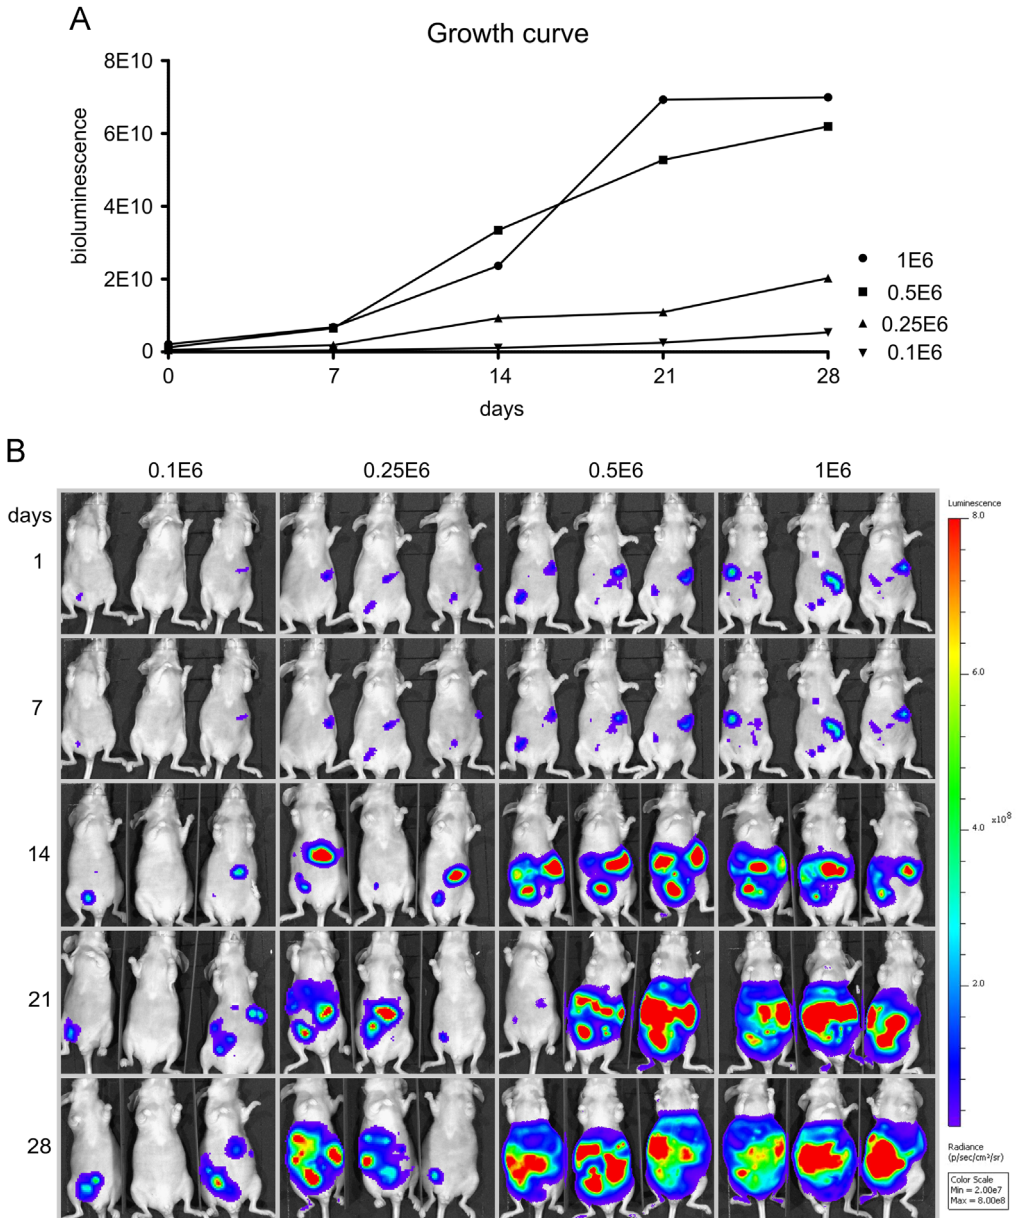 A
Growth curve
8E10
6E10
4E10
2E10
0
bioluminescence
0
7
14
21
28
days
1E6
0.5E6
0.25E6
0.1E6
B
0.1E6
0.25E6
0.5E6
1E6
days
1
7
14
21
28
Luminescence
8.0
6.0
4.0
x10⁸
2.0
Radiance
(p/sec/cm²/sr)
Color Scale
Min = 2.00e7
Max = 8.00e8